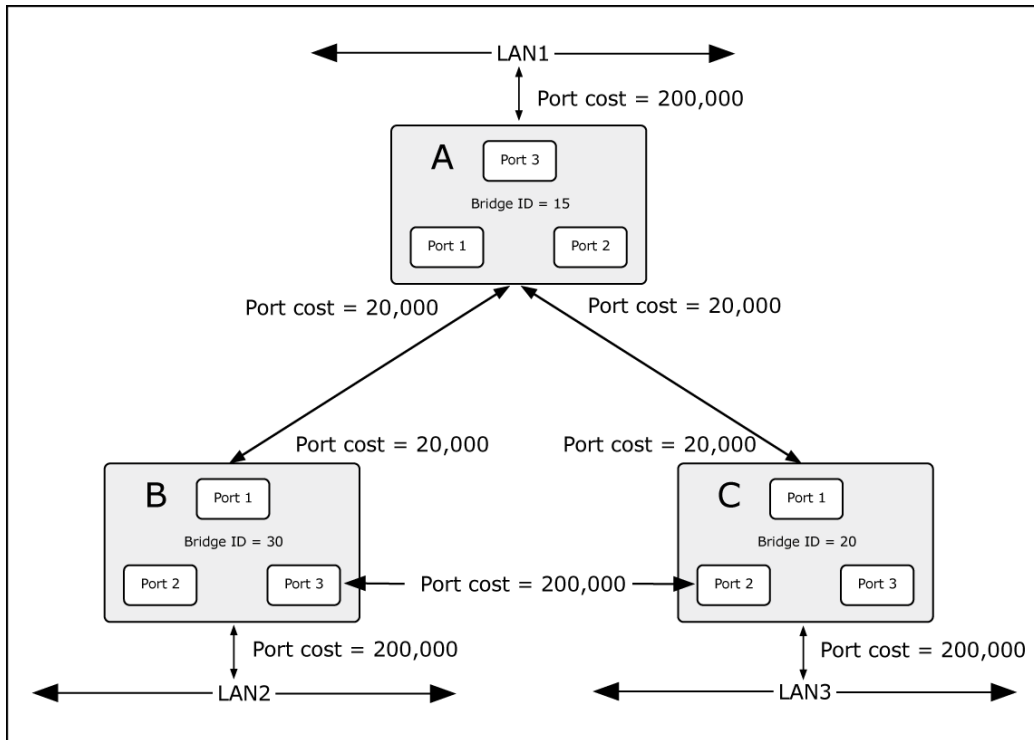 LAN1
Port cost = 200,000
A
Port 3
Bridge ID = 15
Port 1
Port 2
Port cost = 20,000
Port cost = 20,000
Port cost = 20,000
Port cost = 20,000
B
Port 1
Bridge ID = 30
Port 2
Port 3
Port cost = 200,000
C
Port 1
Bridge ID = 20
Port 2
Port 3
Port cost = 200,000
LAN2
Port cost = 200,000
LAN3